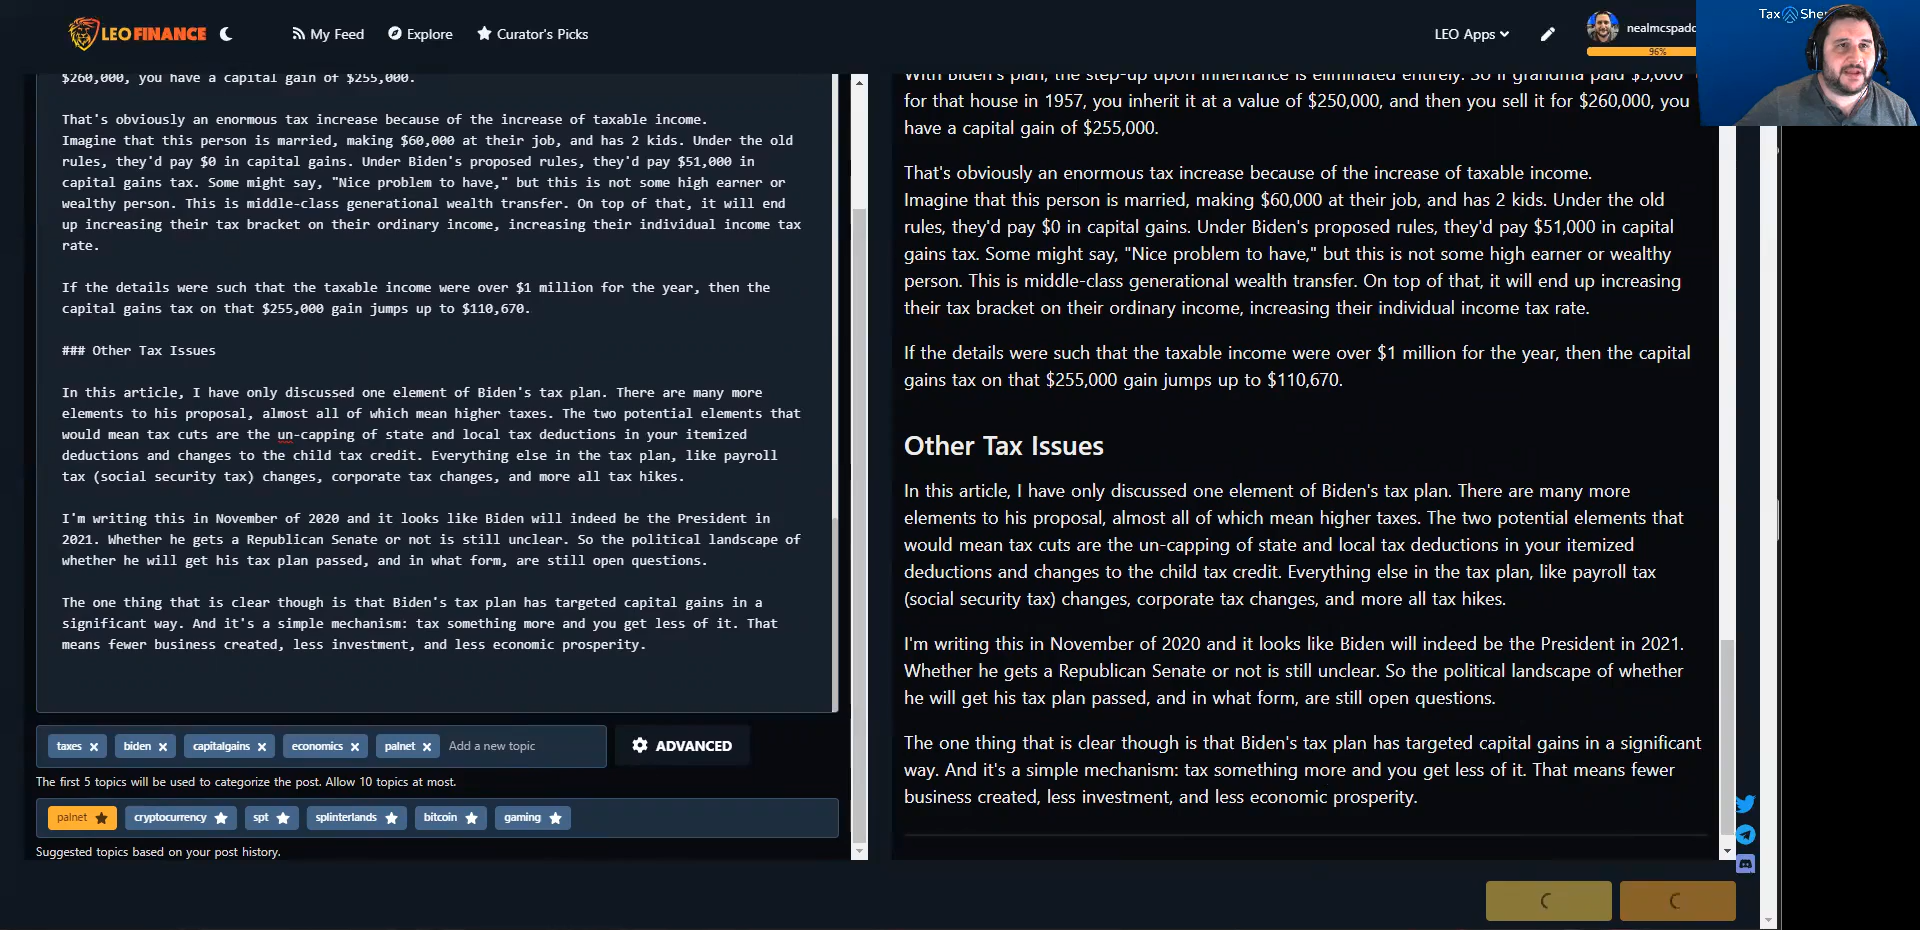 LEOFINANCE
My Feed
Explore
Curator's Picks
LEO Apps
nealmcspadd
96%
Tax Sher
$260,000, you have a capital gain of $255,000.
That's obviously an enormous tax increase because of the increase of taxable income.
Imagine that this person is married, making $60,000 at their job, and has 2 kids. Under the old
rules, they'd pay $0 in capital gains. Under Biden's proposed rules, they'd pay $51,000 in
capital gains tax. Some might say, "Nice problem to have," but this is not some high earner or
wealthy person. This is middle-class generational wealth transfer. On top of that, it will end
up increasing their tax bracket on their ordinary income, increasing their individual income tax
rate.
If the details were such that the taxable income were over $1 million for the year, then the
capital gains tax on that $255,000 gain jumps up to $110,670.
### Other Tax Issues
In this article, I have only discussed one element of Biden's tax plan. There are many more
elements to his proposal, almost all of which mean higher taxes. The two potential elements that
would mean tax cuts are the un-capping of state and local tax deductions in your itemized
deductions and changes to the child tax credit. Everything else in the tax plan, like payroll
tax (social security tax) changes, corporate tax changes, and more all tax hikes.
I'm writing this in November of 2020 and it looks like Biden will indeed be the President in
2021. Whether he gets a Republican Senate or not is still unclear. So the political landscape of
whether he will get his tax plan passed, and in what form, are still open questions.
The one thing that is clear though is that Biden's tax plan has targeted capital gains in a
significant way. And it's a simple mechanism: tax something more and you get less of it. That
means fewer business created, less investment, and less economic prosperity.
taxes
biden
capitalgains
economics
palnet
Add a new topic
ADVANCED
The first 5 topics will be used to categorize the post. Allow 10 topics at most.
palnet
cryptocurrency
spt
splinterlands
bitcoin
gaming
Suggested topics based on your post history.
With Biden's plan, the step-up upon inheritance is eliminated entirely. So if grandma paid $5,000
for that house in 1957, you inherit it at a value of $250,000, and then you sell it for $260,000, you
have a capital gain of $255,000.
That's obviously an enormous tax increase because of the increase of taxable income.
Imagine that this person is married, making $60,000 at their job, and has 2 kids. Under the old
rules, they'd pay $0 in capital gains. Under Biden's proposed rules, they'd pay $51,000 in capital
gains tax. Some might say, "Nice problem to have," but this is not some high earner or wealthy
person. This is middle-class generational wealth transfer. On top of that, it will end up increasing
their tax bracket on their ordinary income, increasing their individual income tax rate.
If the details were such that the taxable income were over $1 million for the year, then the capital
gains tax on that $255,000 gain jumps up to $110,670.
Other Tax Issues
In this article, I have only discussed one element of Biden's tax plan. There are many more
elements to his proposal, almost all of which mean higher taxes. The two potential elements that
would mean tax cuts are the un-capping of state and local tax deductions in your itemized
deductions and changes to the child tax credit. Everything else in the tax plan, like payroll tax
(social security tax) changes, corporate tax changes, and more all tax hikes.
I'm writing this in November of 2020 and it looks like Biden will indeed be the President in 2021.
Whether he gets a Republican Senate or not is still unclear. So the political landscape of whether
he will get his tax plan passed, and in what form, are still open questions.
The one thing that is clear though is that Biden's tax plan has targeted capital gains in a significant
way. And it's a simple mechanism: tax something more and you get less of it. That means fewer
business created, less investment, and less economic prosperity.